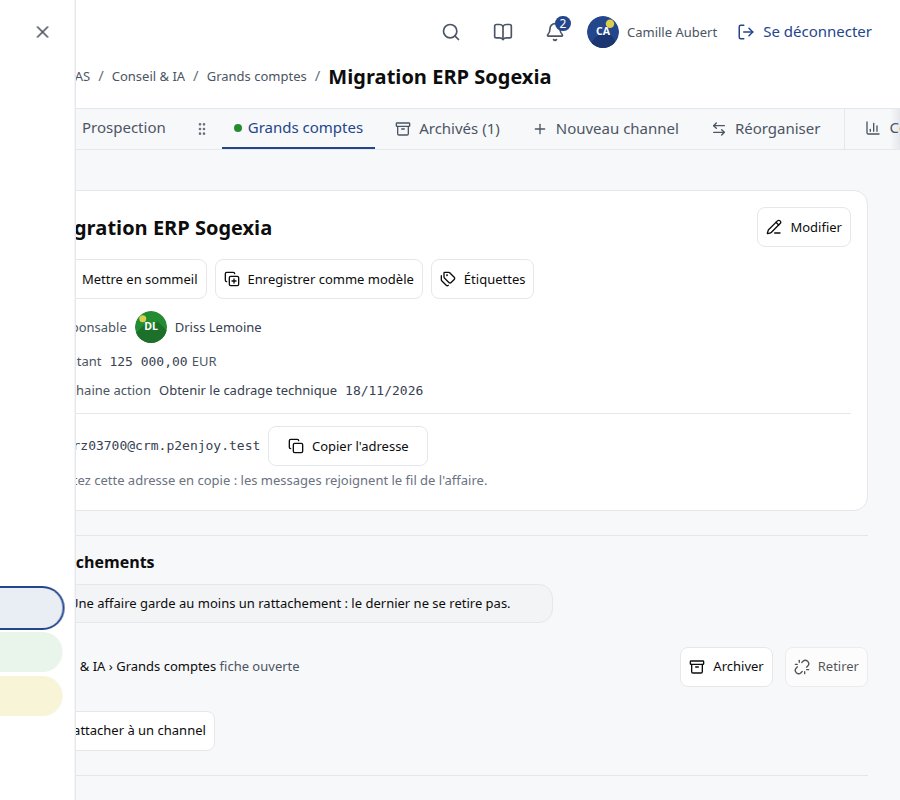 2
CA
Camille Aubert
Se déconnecter
AS / Conseil & IA / Grands comptes / Migration ERP Sogexia
Prospection
Grands comptes
Archivés (1)
Nouveau channel
Réorganiser
gration ERP Sogexia
Modifier
Mettre en sommeil
Enregistrer comme modèle
Étiquettes
ponsable
DL
Driss Lemoine
tant 125 000,00 EUR
haine action Obtenir le cadrage technique 18/11/2026
rz03700@crm.p2enjoy.test
Copier l'adresse
tez cette adresse en copie : les messages rejoignent le fil de l'affaire.
chements
Une affaire garde au moins un rattachement : le dernier ne se retire pas.
& IA › Grands comptes fiche ouverte
Archiver
Retirer
attacher à un channel